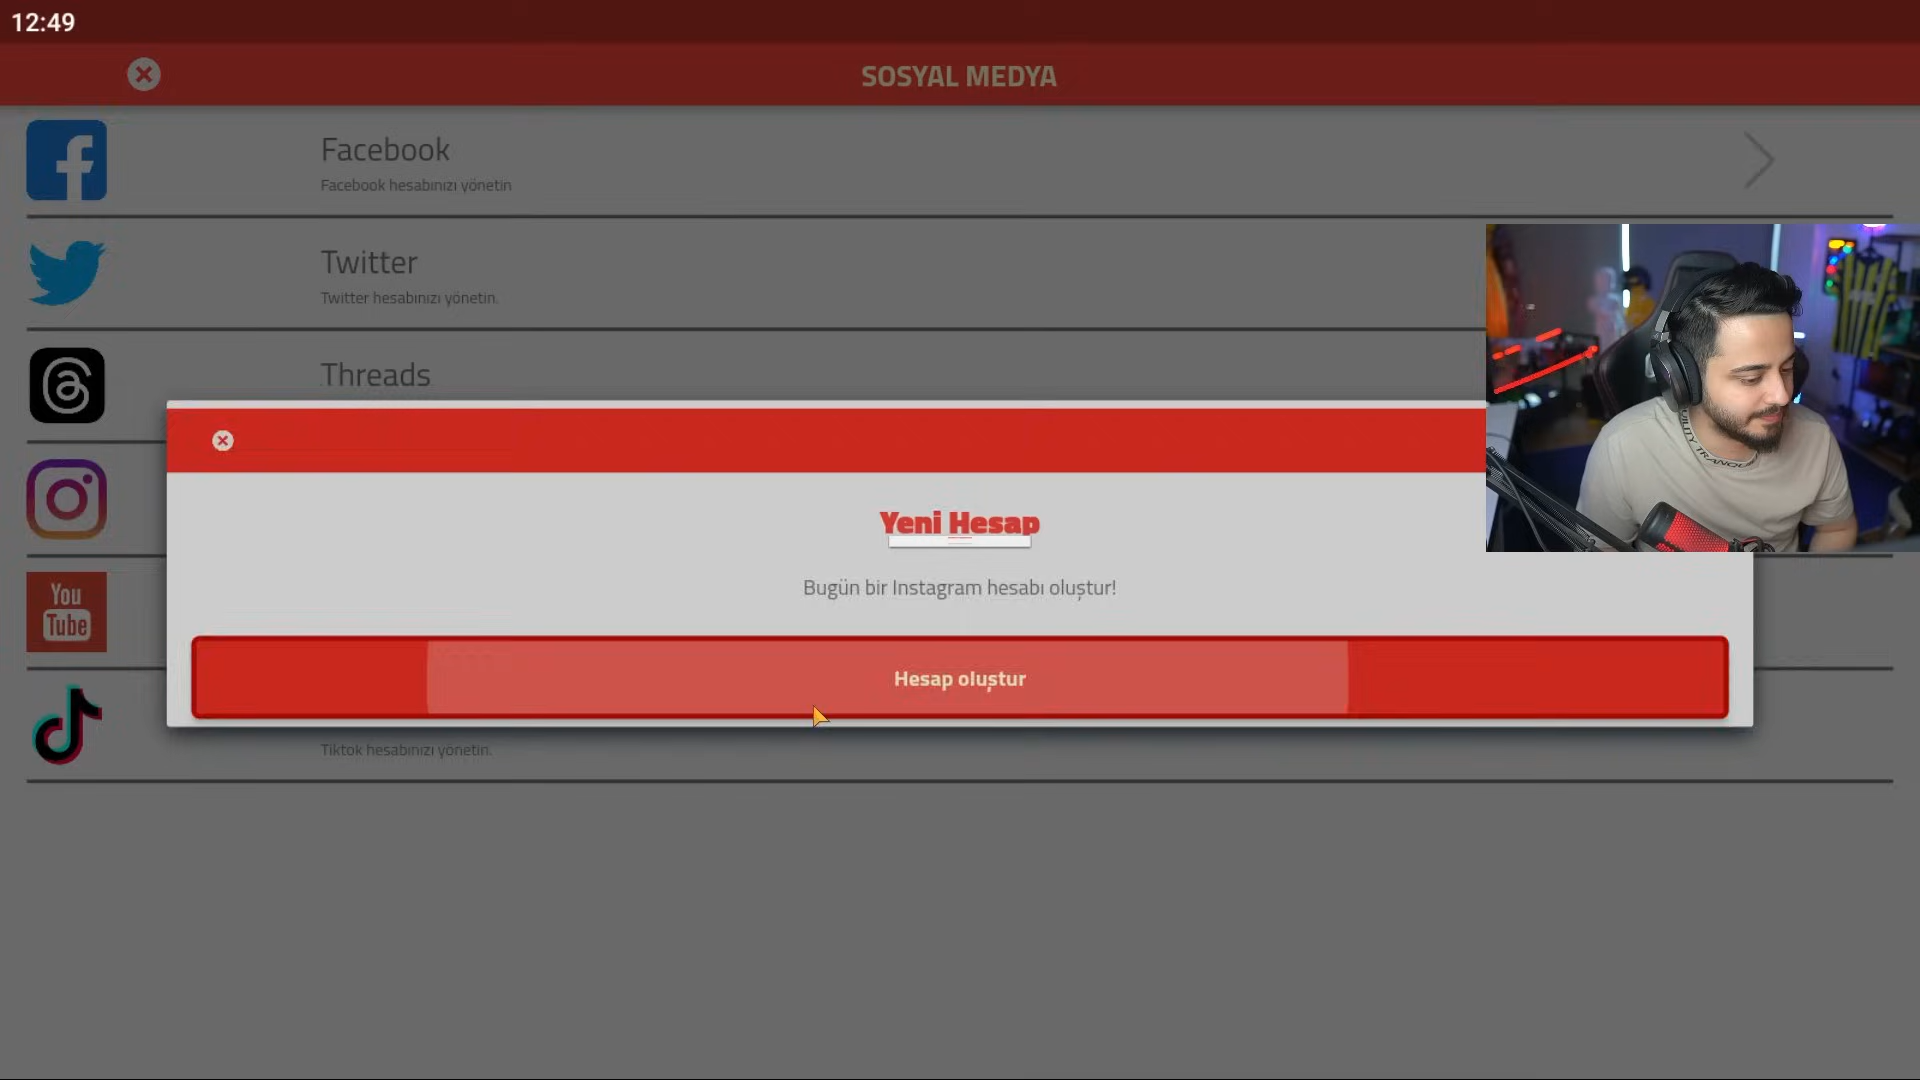 12:49
SOSYAL MEDYA
Facebook
Facebook hesabınızı yönetin
Twitter
Twitter hesabınızı yönetin.
Threads
Yeni Hesap
Bugün bir Instagram hesabı oluştur!
You
Tube
Hesap oluştur
Tiktok hesabınızı yönetin.